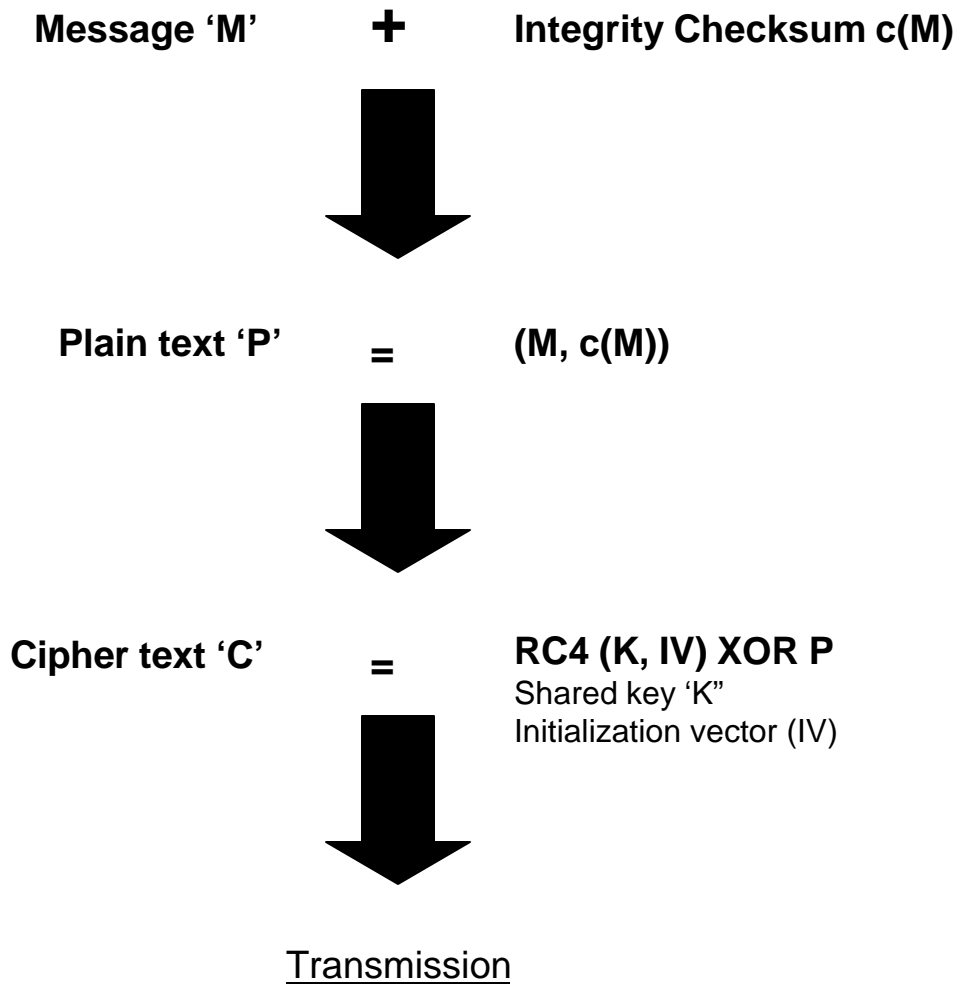 Message ‘M’ + Integrity Checksum c(M)
Plain text ‘P’ = (M, c(M))
Cipher text ‘C’ = RC4 (K, IV) XOR P
Shared key ‘K”
Initialization vector (IV)
Transmission